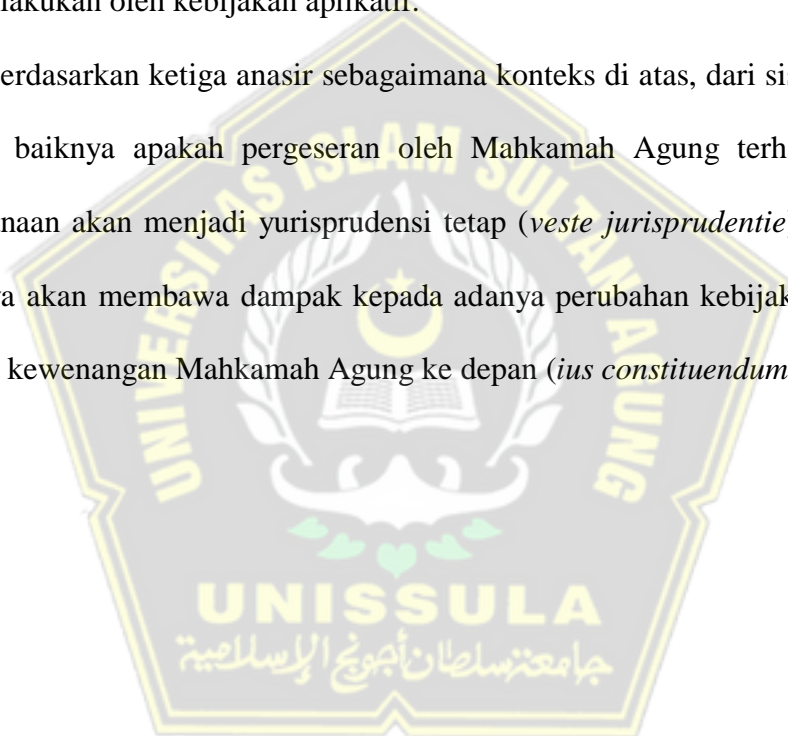 lakukan oleh kebijakan aplikatif.
erdasarkan ketiga anasir sebagaimana konteks di atas, dari sis
baiknya apakah pergeseran oleh Mahkamah Agung terh
naan akan menjadi yurisprudensi tetap (veste jurisprudentie)
a akan membawa dampak kepada adanya perubahan kebijak
kewenangan Mahkamah Agung ke depan (ius constituendum
UNIVERSITAS ISLAM SULTAN AGUNG
UNISSULA
جامعة سلطان أجونج الإسلامية